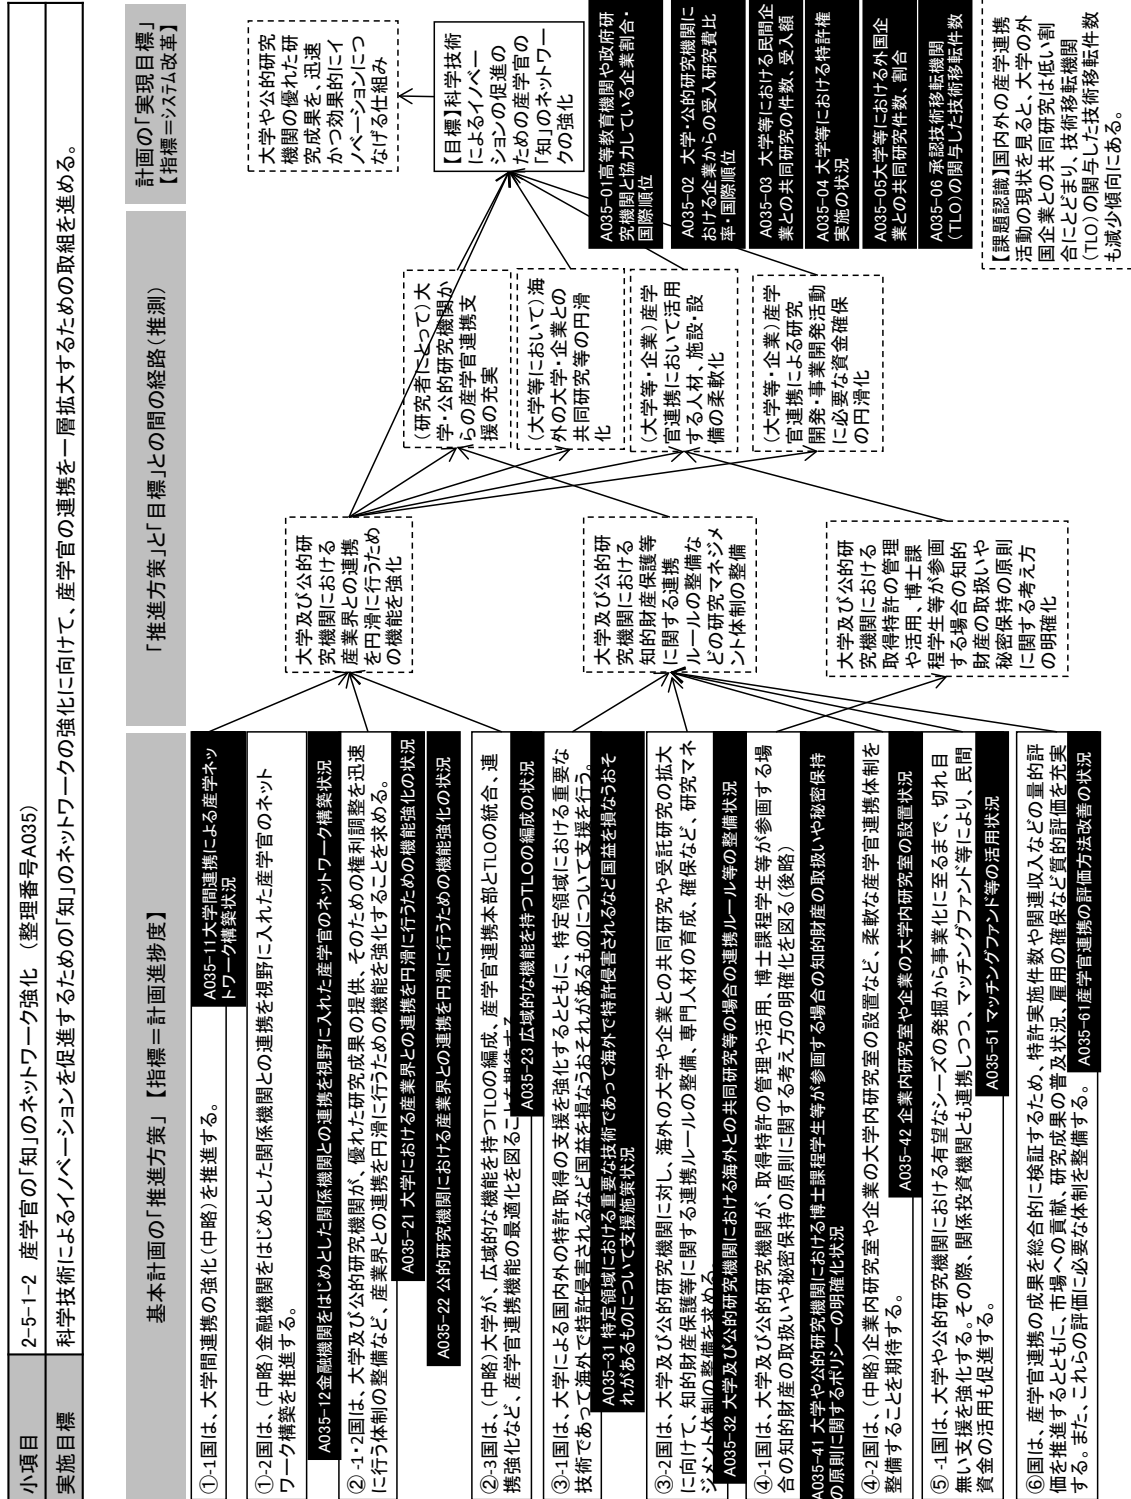 小項目
2-5-1-2 産学官の「知」のネットワーク強化 (整理番号A035)
実施目標
科学技術によるイノベーションを促進するための「知」のネットワークの強化に向けて、産学官の連携を一層拡大するための取組を進める。
基本計画の「推進方策」【指標=計画進捗度】
「推進方策」と「目標」との間の経路(推測)
計画の「実現目標」
【指標=システム改革】
①-1国は、大学間連携の強化(中略)を推進する。
A035-11大学間連携による産学ネッ
トワーク構築状況
①-2国は、(中略)金融機関をはじめとした関係機関との連携を視野に入れた産学官のネット
ワーク構築を推進する。
A035-12金融機関をはじめとした関係機関との連携を視野に入れた産学官のネットワーク構築状況
②-1・2国は、大学及び公的研究機関が、優れた研究成果の提供、そのための権利調整を迅速
に行う体制の整備など、産業界との連携を円滑に行うための機能を強化することを求める。
A035-21 大学における産業界との連携を円滑に行うための機能強化の状況
A035-22 公的研究機関における産業界との連携を円滑に行うための機能強化の状況
②-3国は、(中略)大学が、広域的な機能を持つTLOの編成、産学官連携本部とTLOの統合、連
携強化など、産学官連携機能の最適化を図ることを期待する
A035-23 広域的な機能を持つTLOの編成の状況
③-1国は、大学による国内外の特許取得の支援を強化するとともに、特定領域における重要な
技術であって海外で特許侵害されるなど国益を損なうおそれがあるものについて支援を行う。
A035-31 特定領域における重要な技術であって海外で特許侵害されるなど国益を損なうおそ
れがあるものについて支援施策状況
③-2国は、大学及び公的研究機関に対し、海外の大学や企業との共同研究や受託研究の拡大
に向けて、知的財産保護等に関する連携ルールの整備、専門人材の育成、確保など、研究マネ
ジメント体制の整備を求める。
A035-32 大学及び公的研究機関における海外との共同研究等の場合の連携ルール等の整備状況
④-1国は、大学及び公的研究機関が、取得特許の管理や活用、博士課程学生等が参画する場
合の知的財産の取扱いや秘密保持の原則に関する考え方の明確化を図る(後略)
A035-41 大学や公的研究機関における博士課程学生等が参画する場合の知的財産の取扱いや秘密保持
の原則に関するポリシーの明確化状況
④-2国は、(中略)企業内研究室や企業の大学内研究室の設置など、柔軟な産学官連携体制を
整備することを期待する。
A035-42 企業内研究室や企業の大学内研究室の設置状況
⑤-1国は、大学や公的研究機関における有望なシーズの発掘から事業化に至るまで、切れ目
無い支援を強化する。その際、関係投資機関とも連携しつつ、マッチングファンド等により、民間
資金の活用も促進する。
A035-51 マッチングファンド等の活用状況
⑥国は、産学官連携の成果を総合的に検証するため、特許実施件数や関連収入などの量的評
価を推進するとともに、市場への貢献、研究成果の普及状況、雇用の確保など質的評価を充実
する。また、これらの評価に必要な体制を整備する。
A035-61産学官連携の評価方法改善の状況
大学及び公的研
究機関における
産業界との連携
を円滑に行うため
の機能を強化
大学及び公的研
究機関における
知的財産保護等
に関する連携
ルールの整備な
どの研究マネジメ
ント体制の整備
大学及び公的研
究機関における
取得特許の管理
や活用、博士課
程学生等が参画
する場合の知的
財産の取扱いや
秘密保持の原則
に関する考え方
の明確化
(研究者にとって)大
学・公的研究機関か
らの産学官連携支
援の充実
(大学等において)海
外の大学・企業との
共同研究等の円滑
化
(大学等・企業)産学
官連携において活用
する人材、施設・設
備の柔軟化
(大学等・企業)産学
官連携による研究
開発・事業開発活動
に必要な資金確保
の円滑化
大学や公的研究
機関の優れた研
究成果を、迅速
かつ効果的にイ
ノベーションにつ
なげる仕組み
【目標】科学技術
によるイノベー
ションの促進の
ための産学官の
「知」のネットワー
クの強化
A035-01高等教育機関や政府研
究機関と協力している企業割合・
国際順位
A035-02 大学・公的研究機関に
おける企業からの受入研究費比
率・国際順位
A035-03 大学等における民間企
業との共同研究の件数、受入額
A035-04 大学等における特許権
実施の状況
A035-05大学等における外国企
業との共同研究件数、割合
A035-06 承認技術移転機関
(TLO)の関与した技術移転件数
【課題認識】国内外の産学連携
活動の現状を見ると、大学の外
国企業との共同研究は低い割
合にとどまり、技術移転機関
(TLO)の関与した技術移転件数
も減少傾向にある。